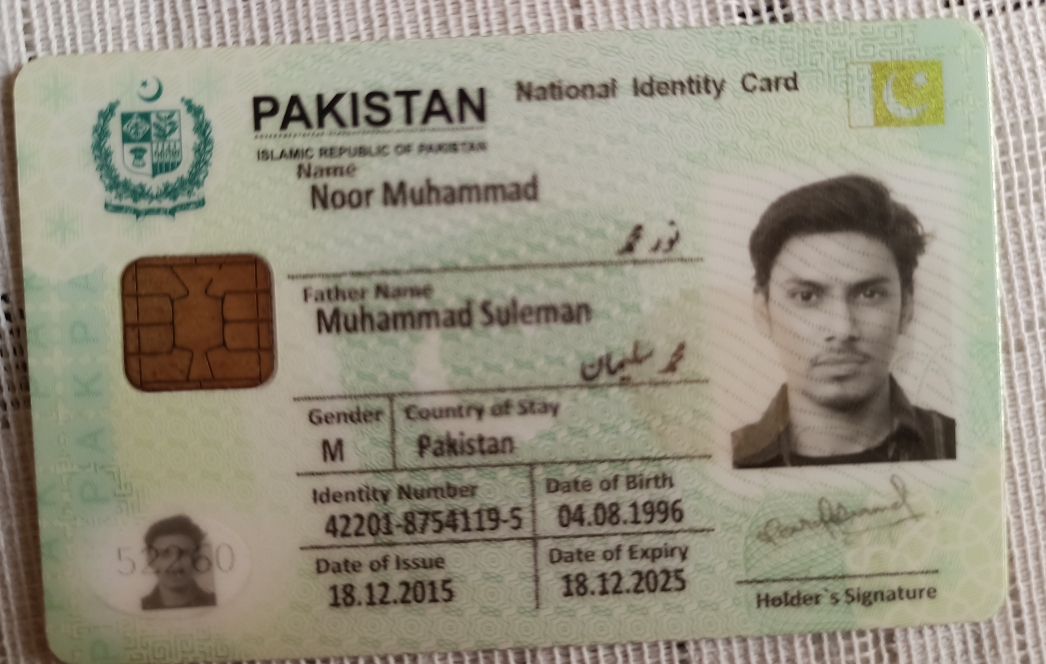 PAKISTAN National Identity Card
ISLAMIC REPUBLIC OF PAKISTAN
Name
Noor Muhammad
نور محمد
Father Name
Muhammad Suleman
محمد سلیمان
Gender Country of Stay
M Pakistan
Identity Number Date of Birth
42201-8754119-5 04.08.1996
Date of Issue Date of Expiry
18.12.2015 18.12.2025
52260
Holder`s Signature